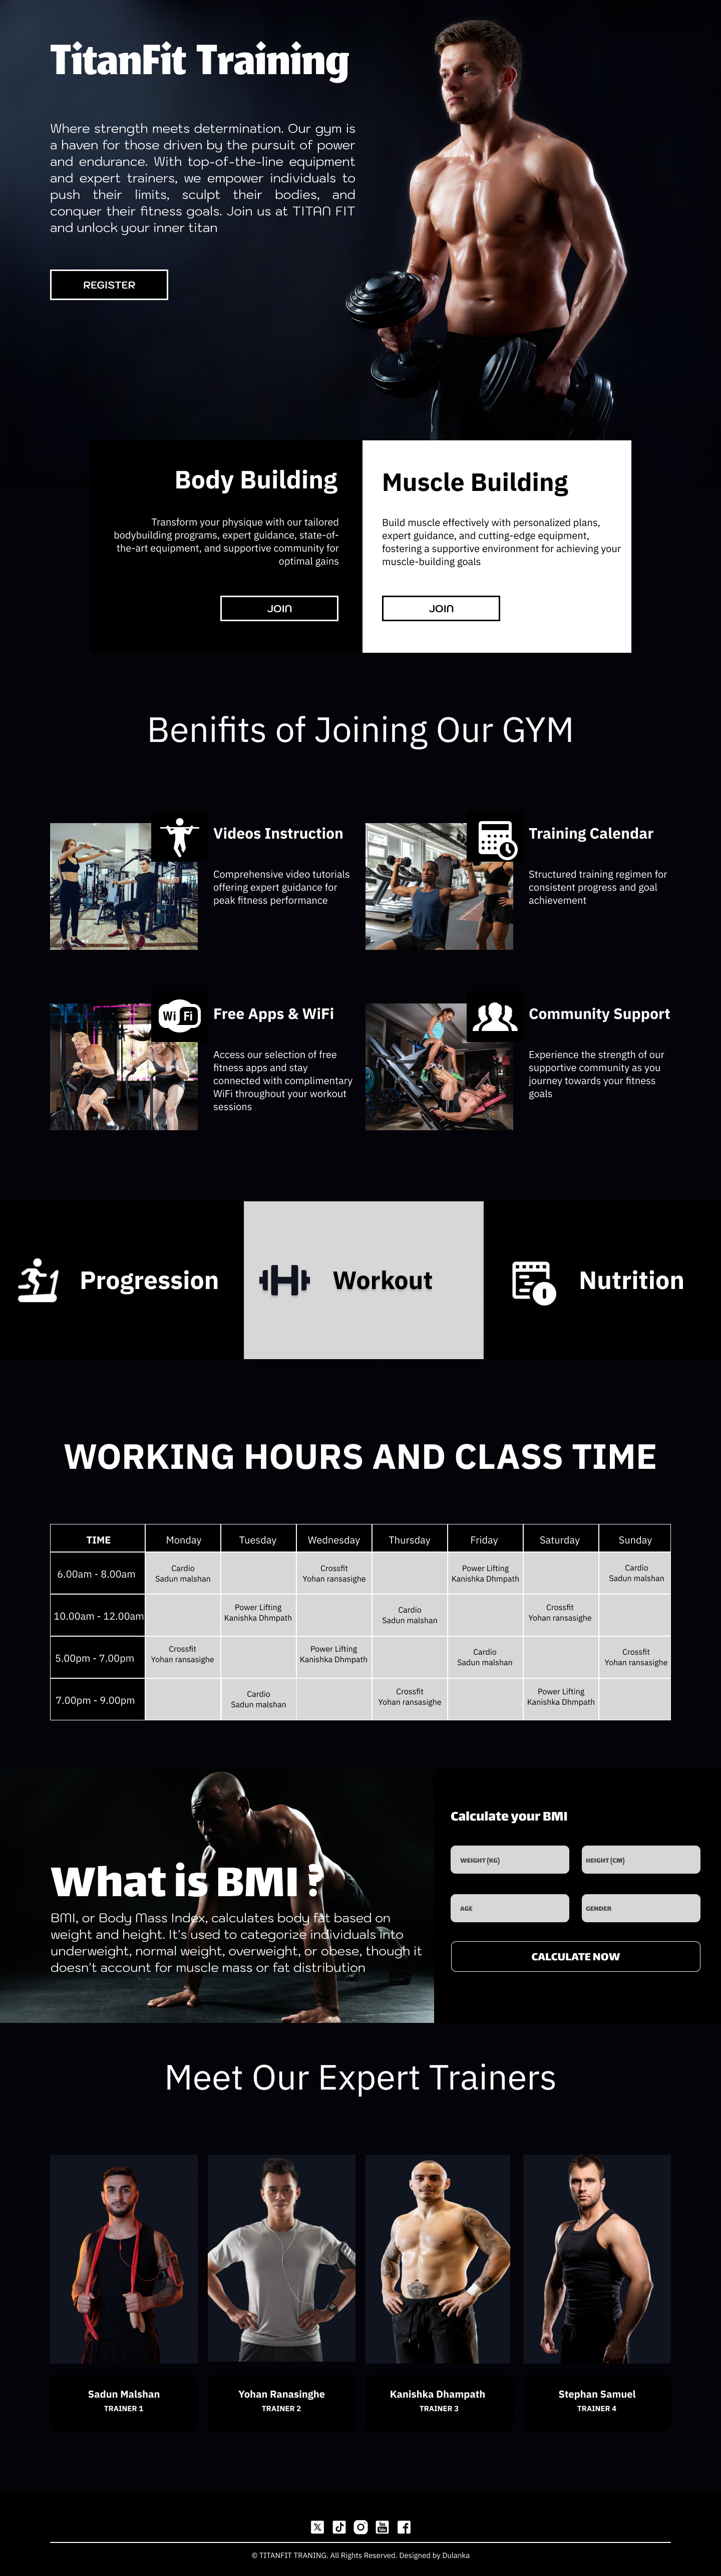 TitanFit Training
Where strength meets determination. Our gym is
a haven for those driven by the pursuit of power
and endurance. With top-of-the-line equipment
and expert trainers, we empower individuals to
push their limits, sculpt their bodies, and
conquer their fitness goals. Join us at TITAN FIT
and unlock your inner titan
REGISTER
Body Building
Transform your physique with our tailored
bodybuilding programs, expert guidance, state-of-
the-art equipment, and supportive community for
optimal gains
JOIN
Muscle Building
Build muscle effectively with personalized plans,
expert guidance, and cutting-edge equipment,
fostering a supportive environment for achieving your
muscle-building goals
JOIN
Benifits of Joining Our GYM
Videos Instruction
Comprehensive video tutorials
offering expert guidance for
peak fitness performance
Training Calendar
Structured training regimen for
consistent progress and goal
achievement
Wi Fi
Free Apps & WiFi
Access our selection of free
fitness apps and stay
connected with complimentary
WiFi throughout your workout
sessions
Community Support
Experience the strength of our
supportive community as you
journey towards your fitness
goals
Progression
Workout
Nutrition
WORKING HOURS AND CLASS TIME
TIME Monday Tuesday Wednesday Thursday Friday Saturday Sunday
6.00am - 8.00am
Cardio
Sadun malshan
Crossfit
Yohan ransasighe
Power Lifting
Kanishka Dhmpath
Cardio
Sadun malshan
10.00am - 12.00am
Power Lifting
Kanishka Dhmpath
Cardio
Sadun malshan
Crossfit
Yohan ransasighe
5.00pm - 7.00pm
Crossfit
Yohan ransasighe
Power Lifting
Kanishka Dhmpath
Cardio
Sadun malshan
Crossfit
Yohan ransasighe
7.00pm - 9.00pm
Cardio
Sadun malshan
Crossfit
Yohan ransasighe
Power Lifting
Kanishka Dhmpath
What is BMI ?
BMI, or Body Mass Index, calculates body fat based on
weight and height. It's used to categorize individuals into
underweight, normal weight, overweight, or obese, though it
doesn't account for muscle mass or fat distribution
Calculate your BMI
WEIGHT (KG)
HEIGHT (CM)
AGE
GENDER
CALCULATE NOW
Meet Our Expert Trainers
Sadun Malshan
TRAINER 1
Yohan Ranasinghe
TRAINER 2
Kanishka Dhampath
TRAINER 3
Stephan Samuel
TRAINER 4
© TITANFIT TRANING. All Rights Reserved. Designed by Dulanka